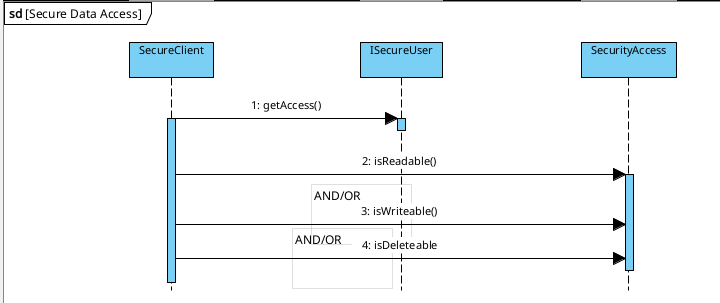 sd [Secure Data Access]
SecureClient
ISecureUser
SecurityAccess
1: getAccess()
2: isReadable()
AND/OR
3: isWriteable()
AND/OR
4: isDeleteable